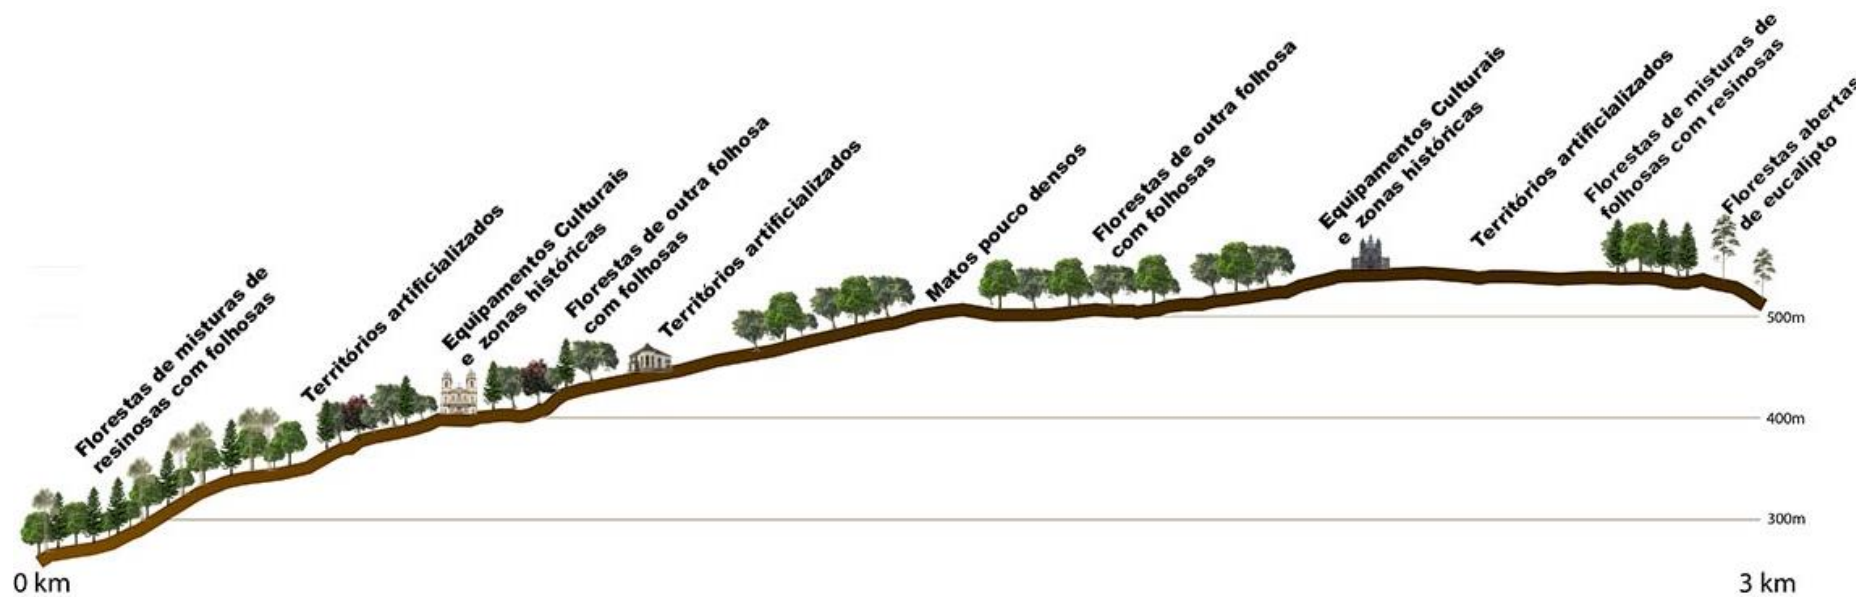 Florestas de misturas de
resinosas com folhosas
Territórios artificializados
Equipamentos Culturais
e zonas históricas
Florestas de outra folhosa
com folhosas
Territórios artificializados
Matos pouco densos
Florestas de outra folhosa
com folhosas
Equipamentos Culturais
e zonas históricas
Territórios artificializados
Florestas de misturas de
folhosas com resinosas
Florestas abertas
de eucalipto
500m
400m
300m
0 km
3 km